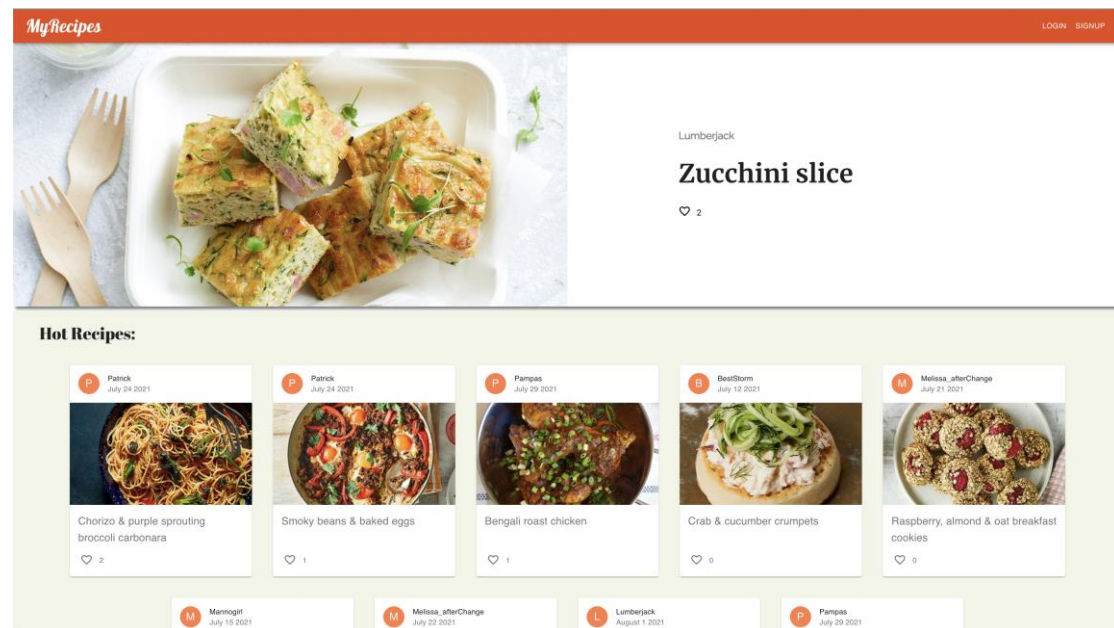 MyRecipes
LOGIN SIGNUP
Lumberjack
Zucchini slice
2
Hot Recipes:
P
Patrick
July 24 2021
Chorizo & purple sprouting
broccoli carbonara
2
P
Patrick
July 24 2021
Smoky beans & baked eggs
1
P
Pampas
July 29 2021
Bengali roast chicken
1
B
BestStorm
July 12 2021
Crab & cucumber crumpets
0
M
Melissa_afterChange
July 21 2021
Raspberry, almond & oat breakfast
cookies
0
M
Mannogirl
July 15 2021
M
Melissa_afterChange
July 22 2021
L
Lumberjack
August 1 2021
P
Pampas
July 29 2021